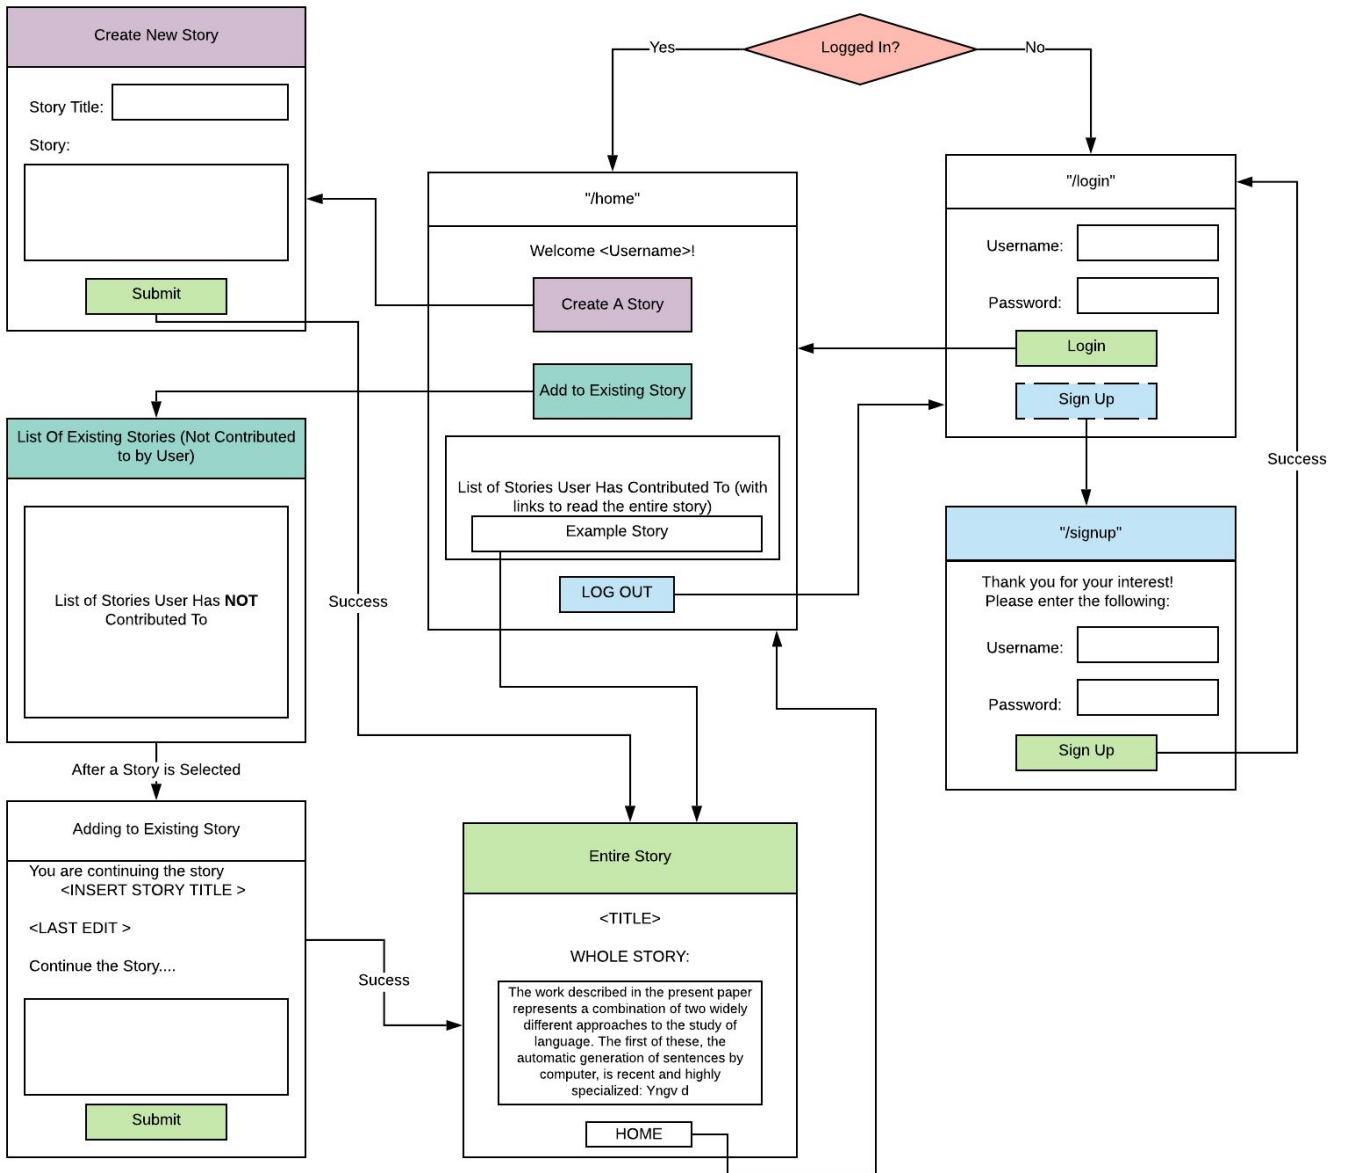 Create New Story
Story Title:
Story:
Submit
Logged In?
Yes
No
"/home"
Welcome <Username>!
Create A Story
Add to Existing Story
List of Stories User Has Contributed To (with
links to read the entire story)
Example Story
LOG OUT
"/login"
Username:
Password:
Login
Sign Up
Success
"/signup"
Thank you for your interest!
Please enter the following:
Username:
Password:
Sign Up
List Of Existing Stories (Not Contributed
to by User)
List of Stories User Has NOT
Contributed To
Success
After a Story is Selected
Adding to Existing Story
You are continuing the story
<INSERT STORY TITLE >
<LAST EDIT >
Continue the Story....
Submit
Sucess
Entire Story
<TITLE>
WHOLE STORY:
The work described in the present paper
represents a combination of two widely
different approaches to the study of
language. The first of these, the
automatic generation of sentences by
computer, is recent and highly
specialized: Yngv d
HOME